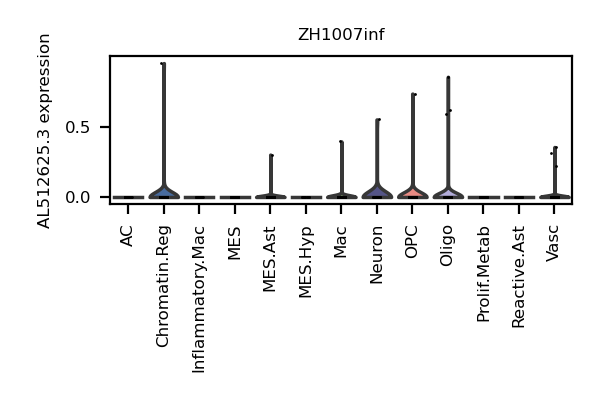 ZH1007inf
AL512625.3 expression
0.5
0.0
AC
Chromatin.Reg
Inflammatory.Mac
MES
MES.Ast
MES.Hyp
Mac
Neuron
OPC
Oligo
Prolif.Metab
Reactive.Ast
Vasc